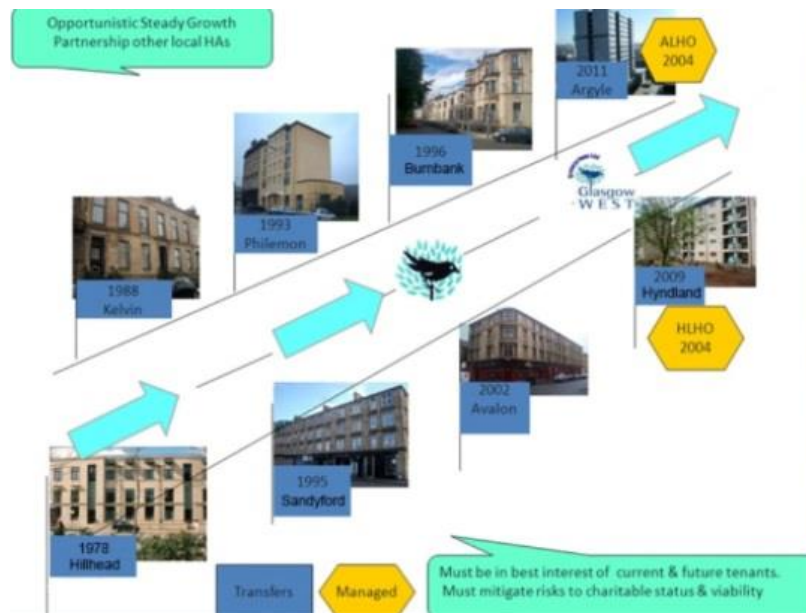 Opportunistic Steady Growth
Partnership other local HAs
2011
Argyle
ALHO
2004
1996
Burnbank
1993
Philemon
1988
Kelvin
Glasgow
WEST
2009
Hyndland
HLHO
2004
2002
Avalon
1995
Sandyford
1978
Hillhead
Transfers
Managed
Must be in best interest of current & future tenants.
Must mitigate risks to charitable status & viability